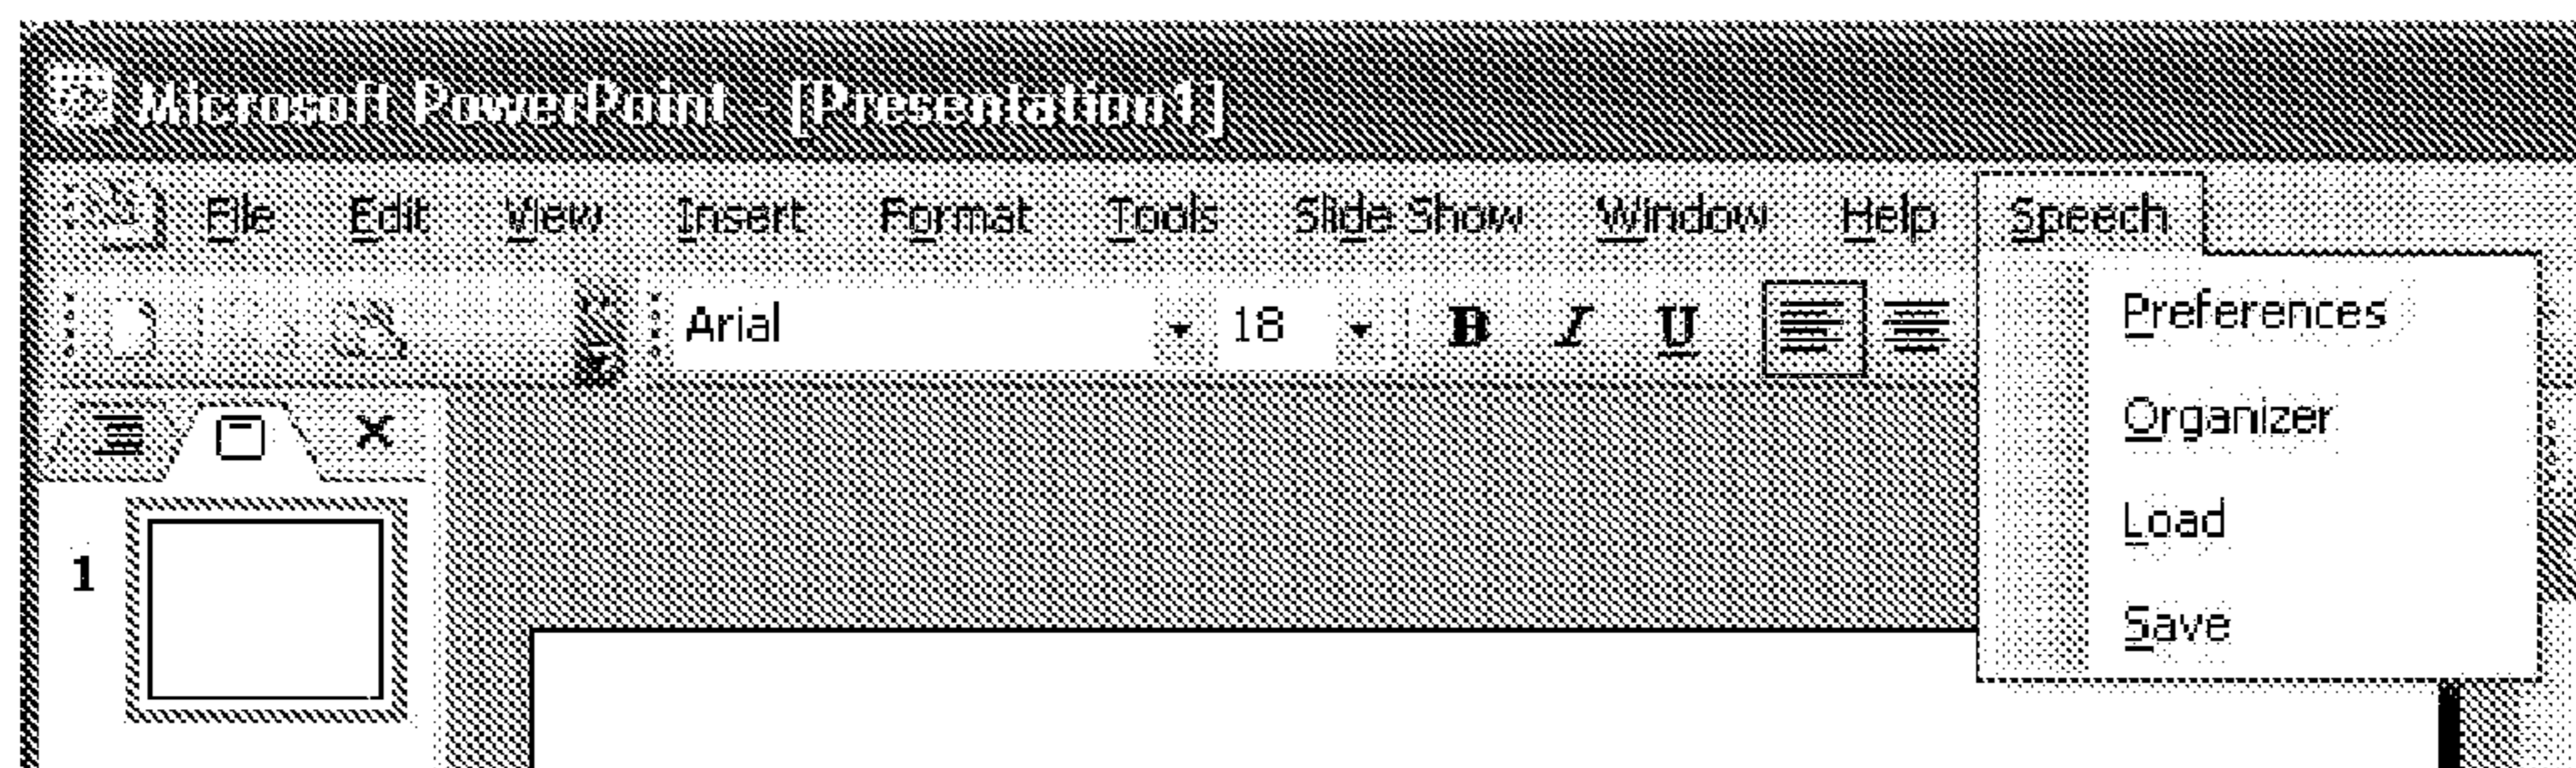 Microsoft PowerPoint - [Presentation1]
File Edit View Insert Format Tools Slide Show Window Help Speech
Arial 18 B I U
Preferences
Organizer
Load
Save
1